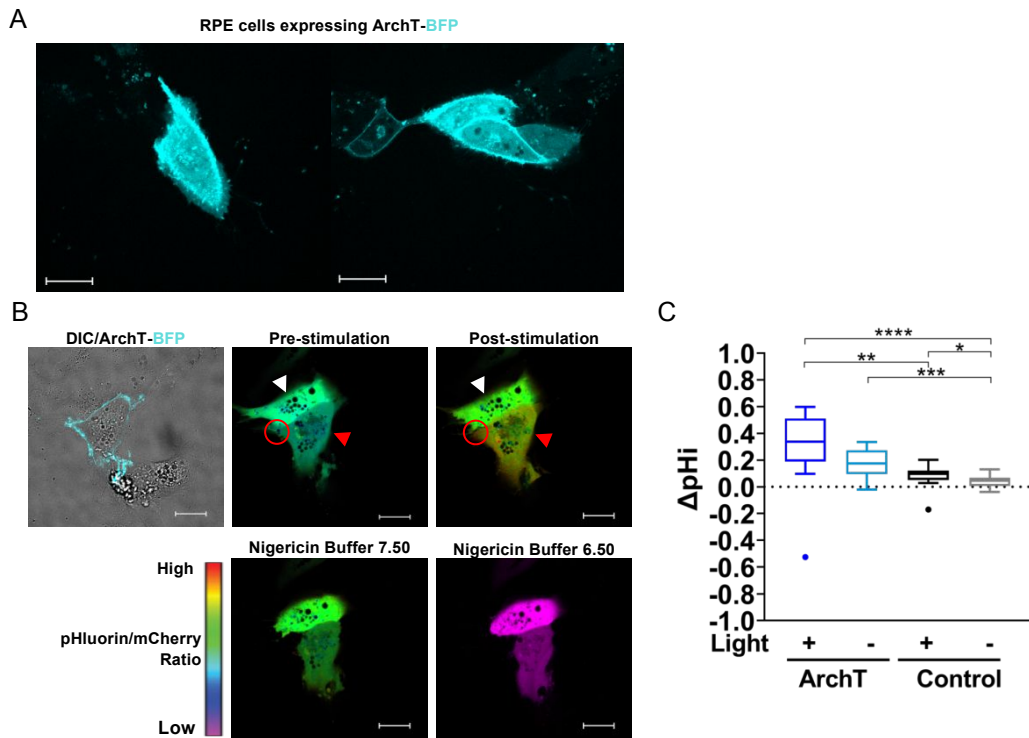 A
RPE cells expressing ArchT-BFP
B
DIC/ArchT-BFP
Pre-stimulation
Post-stimulation
Nigericin Buffer 7.50
Nigericin Buffer 6.50
High
pHluorin/mCherry
Ratio
Low
C
****
**
*
***
ΔpHi
1.0
0.8
0.6
0.4
0.2
0.0
-0.2
-0.4
-0.6
-0.8
-1.0
Light + - + -
ArchT Control